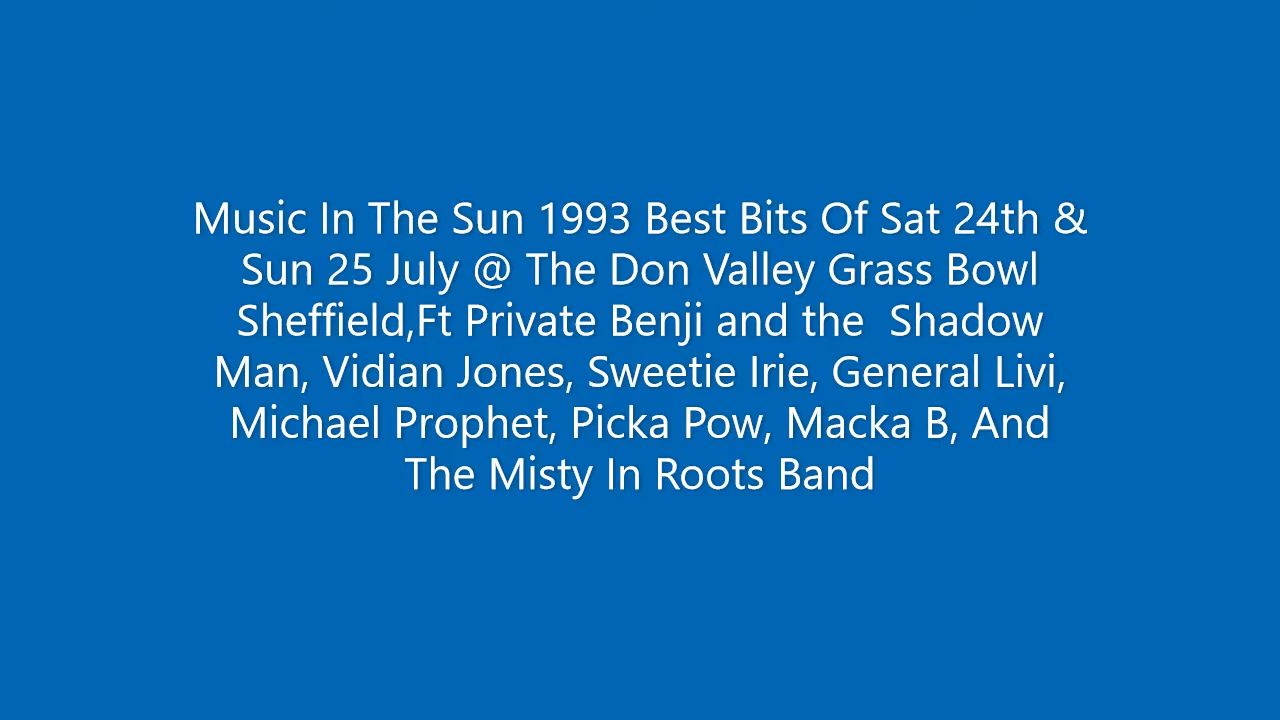 Music In The Sun 1993 Best Bits Of Sat 24th &
Sun 25 July @ The Don Valley Grass Bowl
Sheffield,Ft Private Benji and the  Shadow
Man, Vidian Jones, Sweetie Irie, General Livi,
Michael Prophet, Picka Pow, Macka B, And
The Misty In Roots Band